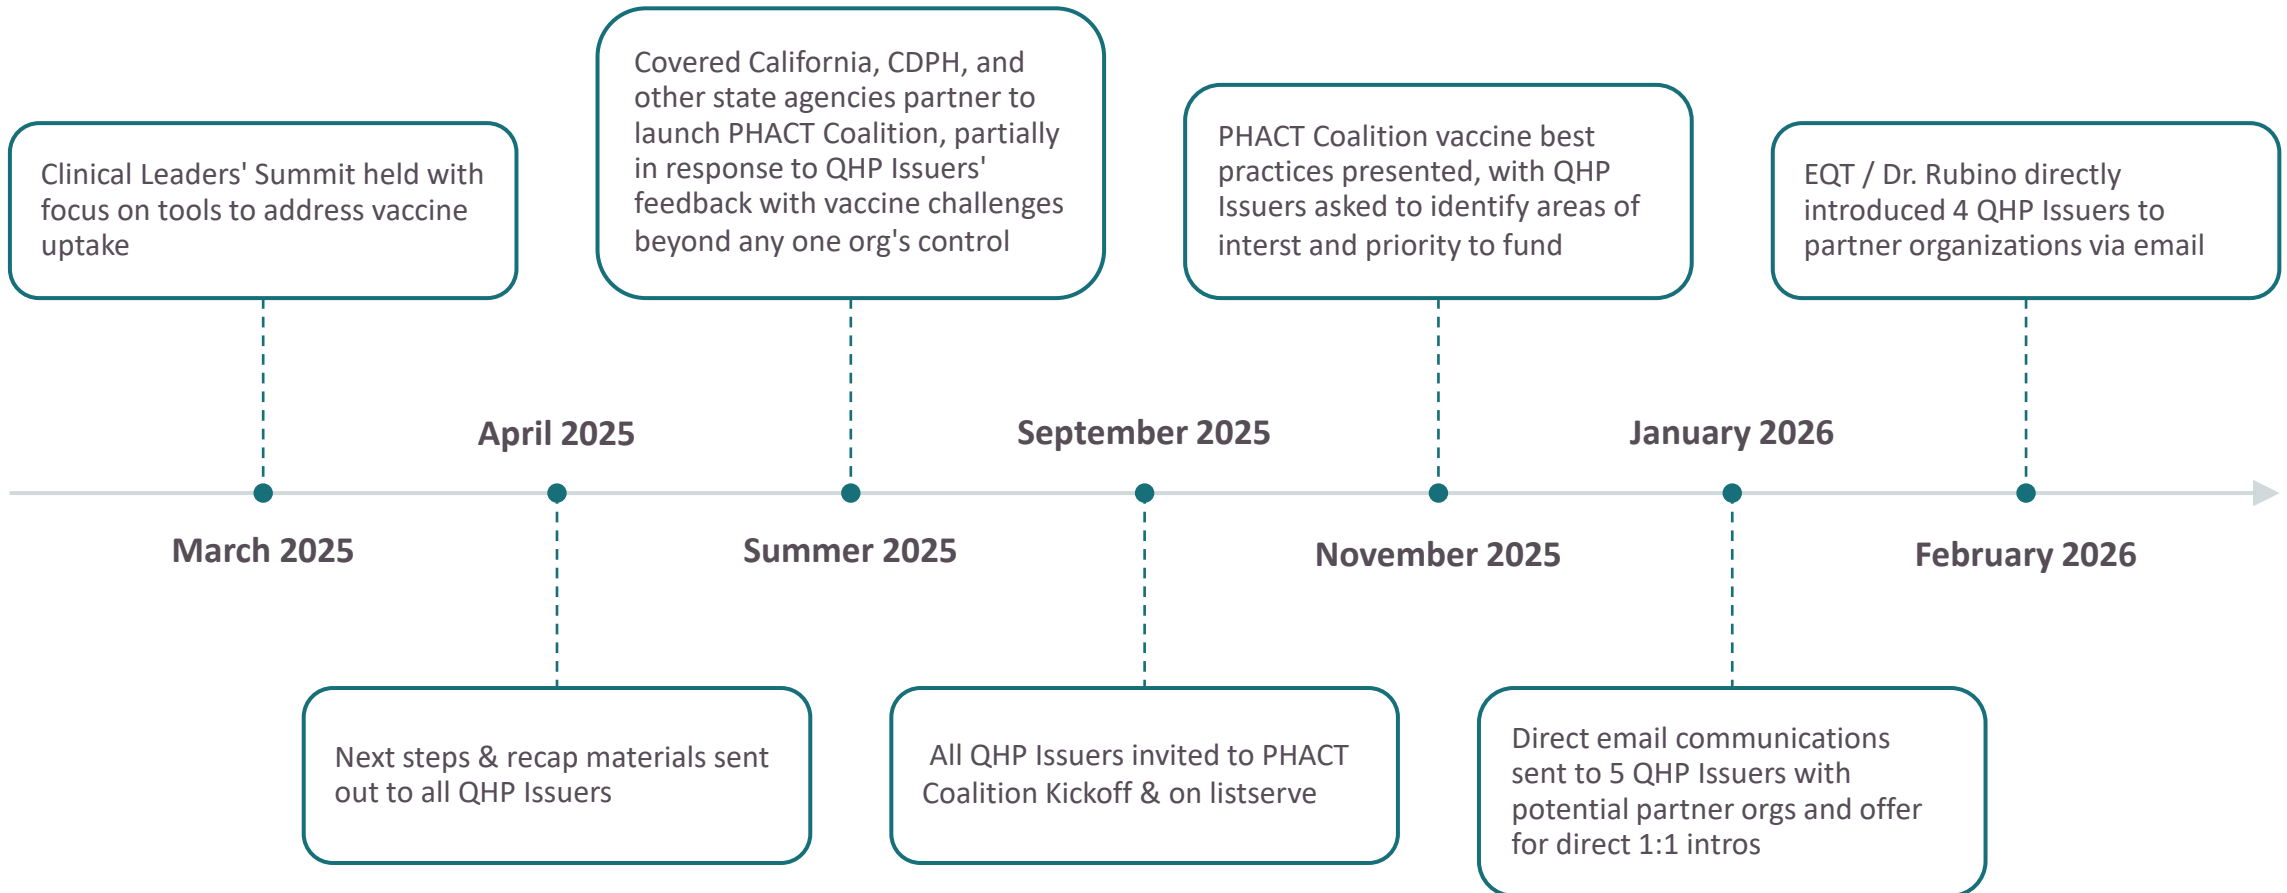 Clinical Leaders' Summit held with
focus on tools to address vaccine
uptake
March 2025
April 2025
Next steps & recap materials sent
out to all QHP Issuers
Covered California, CDPH, and
other state agencies partner to
launch PHACT Coalition, partially
in response to QHP Issuers'
feedback with vaccine challenges
beyond any one org's control
Summer 2025
September 2025
All QHP Issuers invited to PHACT
Coalition Kickoff & on listserve
PHACT Coalition vaccine best
practices presented, with QHP
Issuers asked to identify areas of
interst and priority to fund
November 2025
January 2026
Direct email communications
sent to 5 QHP Issuers with
potential partner orgs and offer
for direct 1:1 intros
EQT / Dr. Rubino directly
introduced 4 QHP Issuers to
partner organizations via email
February 2026